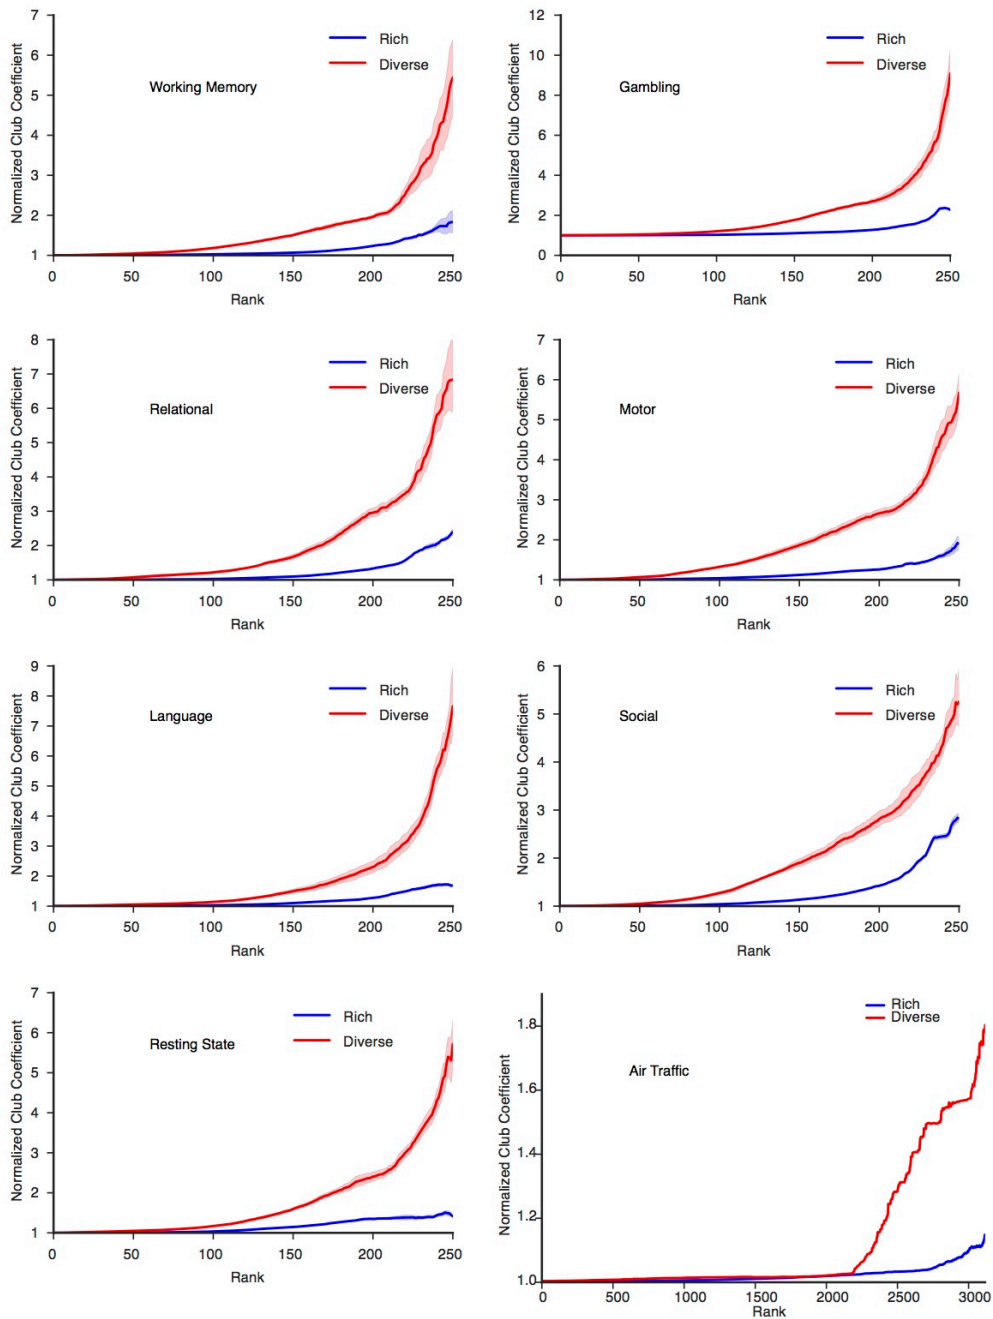 Working Memory
Rich
Diverse
Normalized Club Coefficient
7
6
5
4
3
2
1
0 50 100 150 200 250
Rank
Gambling
Rich
Diverse
Normalized Club Coefficient
12
10
8
6
4
2
0
0 50 100 150 200 250
Rank
Relational
Rich
Diverse
Normalized Club Coefficient
8
7
6
5
4
3
2
1
0 50 100 150 200 250
Rank
Motor
Rich
Diverse
Normalized Club Coefficient
7
6
5
4
3
2
1
0 50 100 150 200 250
Rank
Language
Rich
Diverse
Normalized Club Coefficient
9
8
7
6
5
4
3
2
1
0 50 100 150 200 250
Rank
Social
Rich
Diverse
Normalized Club Coefficient
6
5
4
3
2
1
0 50 100 150 200 250
Rank
Resting State
Rich
Diverse
Normalized Club Coefficient
7
6
5
4
3
2
1
0 50 100 150 200 250
Rank
Air Traffic
Rich
Diverse
Normalized Club Coefficient
1.8
1.6
1.4
1.2
1.0
0 500 1000 1500 2000 2500 3000
Rank